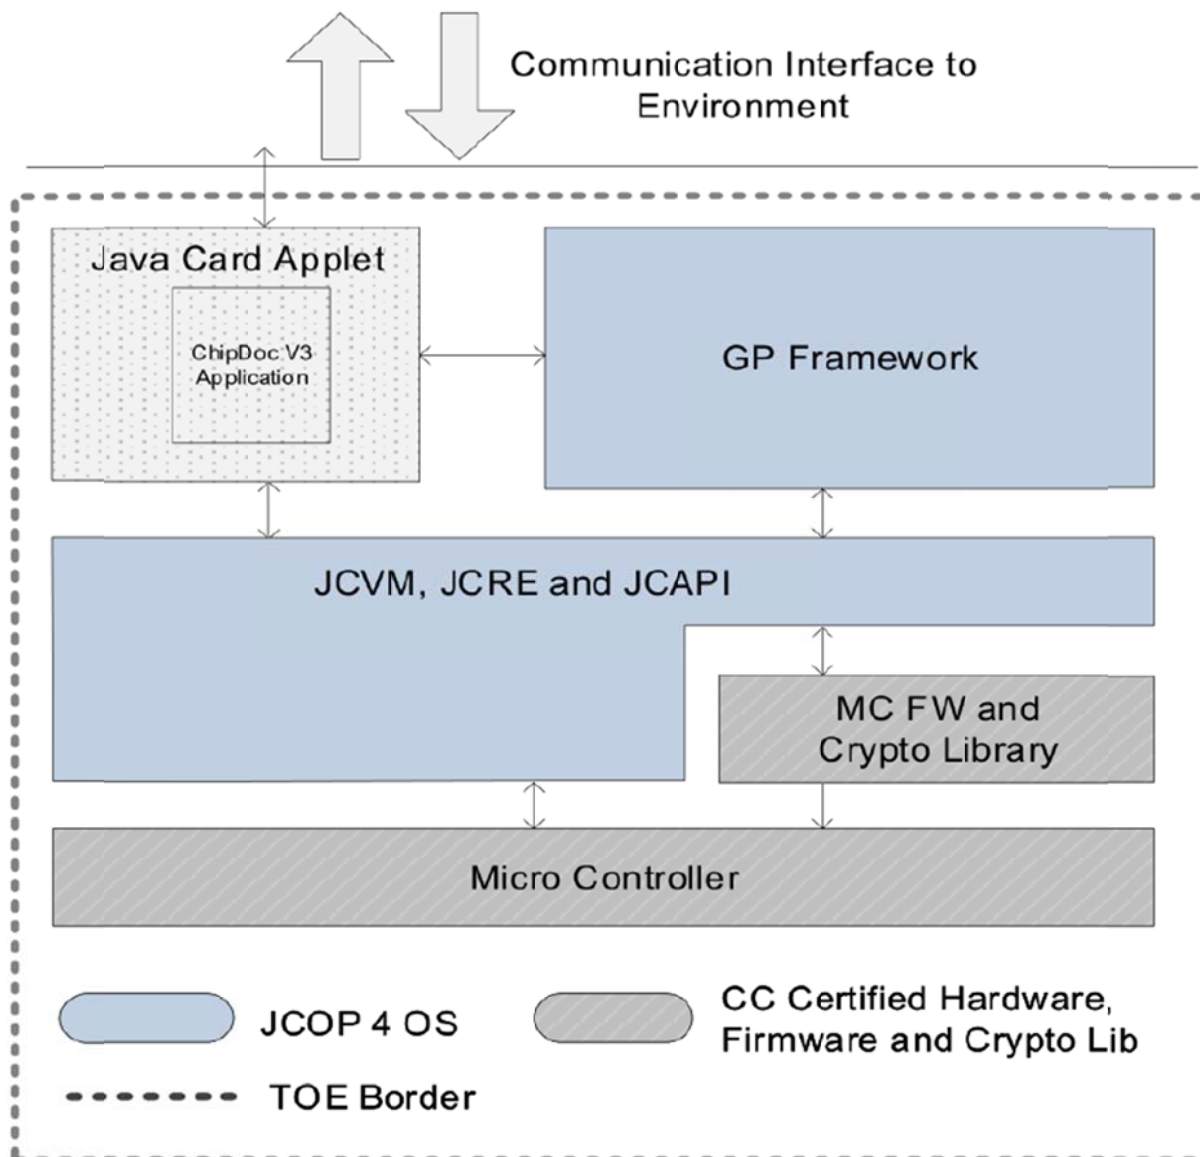 Communication Interface to
Environment
Java Card Applet
ChipDoc V3
Application
GP Framework
JCVM, JCRE and JCAPI
MC FW and
Crypto Library
Micro Controller
JCOP 4 OS
CC Certified Hardware,
Firmware and Crypto Lib
TOE Border